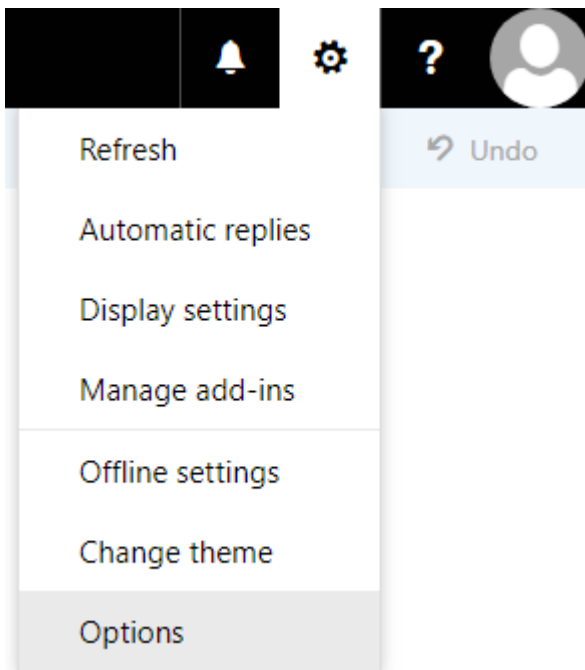 ?
Refresh
Undo
Automatic replies
Display settings
Manage add-ins
Offline settings
Change theme
Options